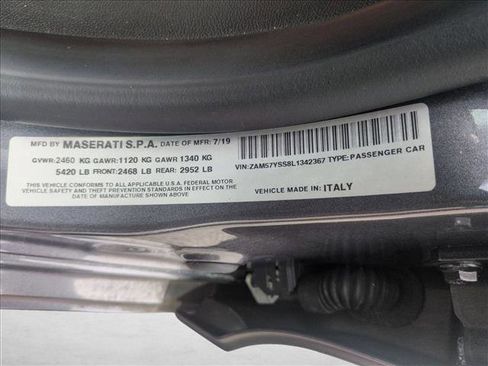 MFD BY MASERATI S.P.A. DATE OF MFR: 7/19
GVWR:2460 KG GAWR:1120 KG GAWR 1340 KG
5420 LB FRONT:2468 LB REAR: 2952 LB
VIN:ZAM57YSS8L1342367 TYPE:PASSENGER CAR
THIS VEHICLE CONFORMS TO ALL APPLICABLE U.S.A. FEDERAL MOTOR
VEHICLE SAFETY AND THEFT PREVENTION STANDARDS IN EFFECT ON THE
DATE OF MANUFACTURE SHOWN ABOVE
VEHICLE MADE IN: ITALY